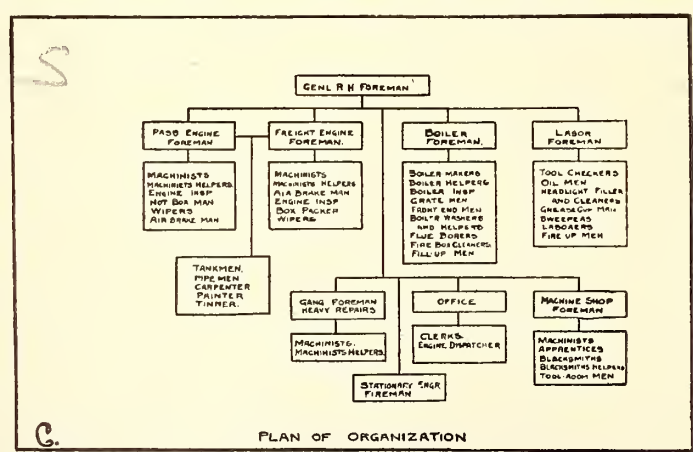 S
GENL R H FOREMAN
PASS ENGINE
FOREMAN
FREIGHT ENGINE
FOREMAN.
BOILER
FOREMAN.
LABOR
FOREMAN
MACHINISTS
MACHINISTS HELPERS
ENGINE INSP
HOT BOX MAN
WIPERS
AIR BRAKE MAN
MACHINISTS
MACHINISTS HELPERS
AIR BRAKE MAN
ENGINE INSP
BOX PACKER
WIPERS
BOILER MAKERS
BOILER HELPERS
BOILER INSP
GRATE MEN
FRONT END MEN
BOILER WASHERS
AND HELPERS
FLUE BORERS
FIRE BOX CLEANERS
FILL-UP MEN
TOOL CHECKERS
OIL MEN
HEADLIGHT FILLER
AND CLEANERS
GREASE CUP MAN
SWEEPERS
LABORERS
FIRE UP MEN
TANKMEN.
PIPE MEN
CARPENTER
PAINTER
TINNER.
GANG FOREMAN
HEAVY REPAIRS
OFFICE
MACHINE SHOP
FOREMAN
MACHINISTS.
MACHINISTS HELPERS
CLERKS
ENGINE DISPATCHER
MACHINISTS
APPRENTICES
BLACKSMITHS
BLACKSMITHS HELPERS
TOOL-ROOM MEN
STATIONARY ENGR
FIREMAN
C.
PLAN OF ORGANIZATION